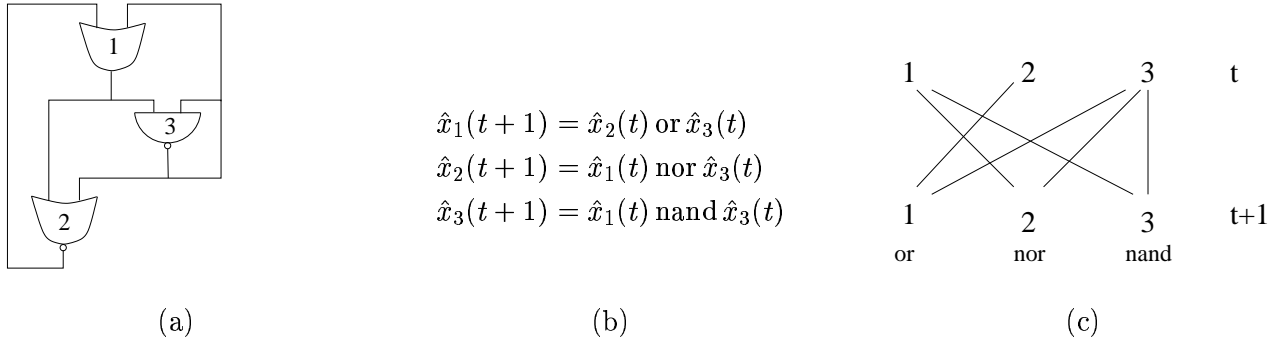 1
3
2
(a)
x̂₁(t + 1) = x̂₂(t) or x̂₃(t)
x̂₂(t + 1) = x̂₁(t) nor x̂₃(t)
x̂₃(t + 1) = x̂₁(t) nand x̂₃(t)
(b)
1 2 3 t
1 2 3 t+1
or nor nand
(c)